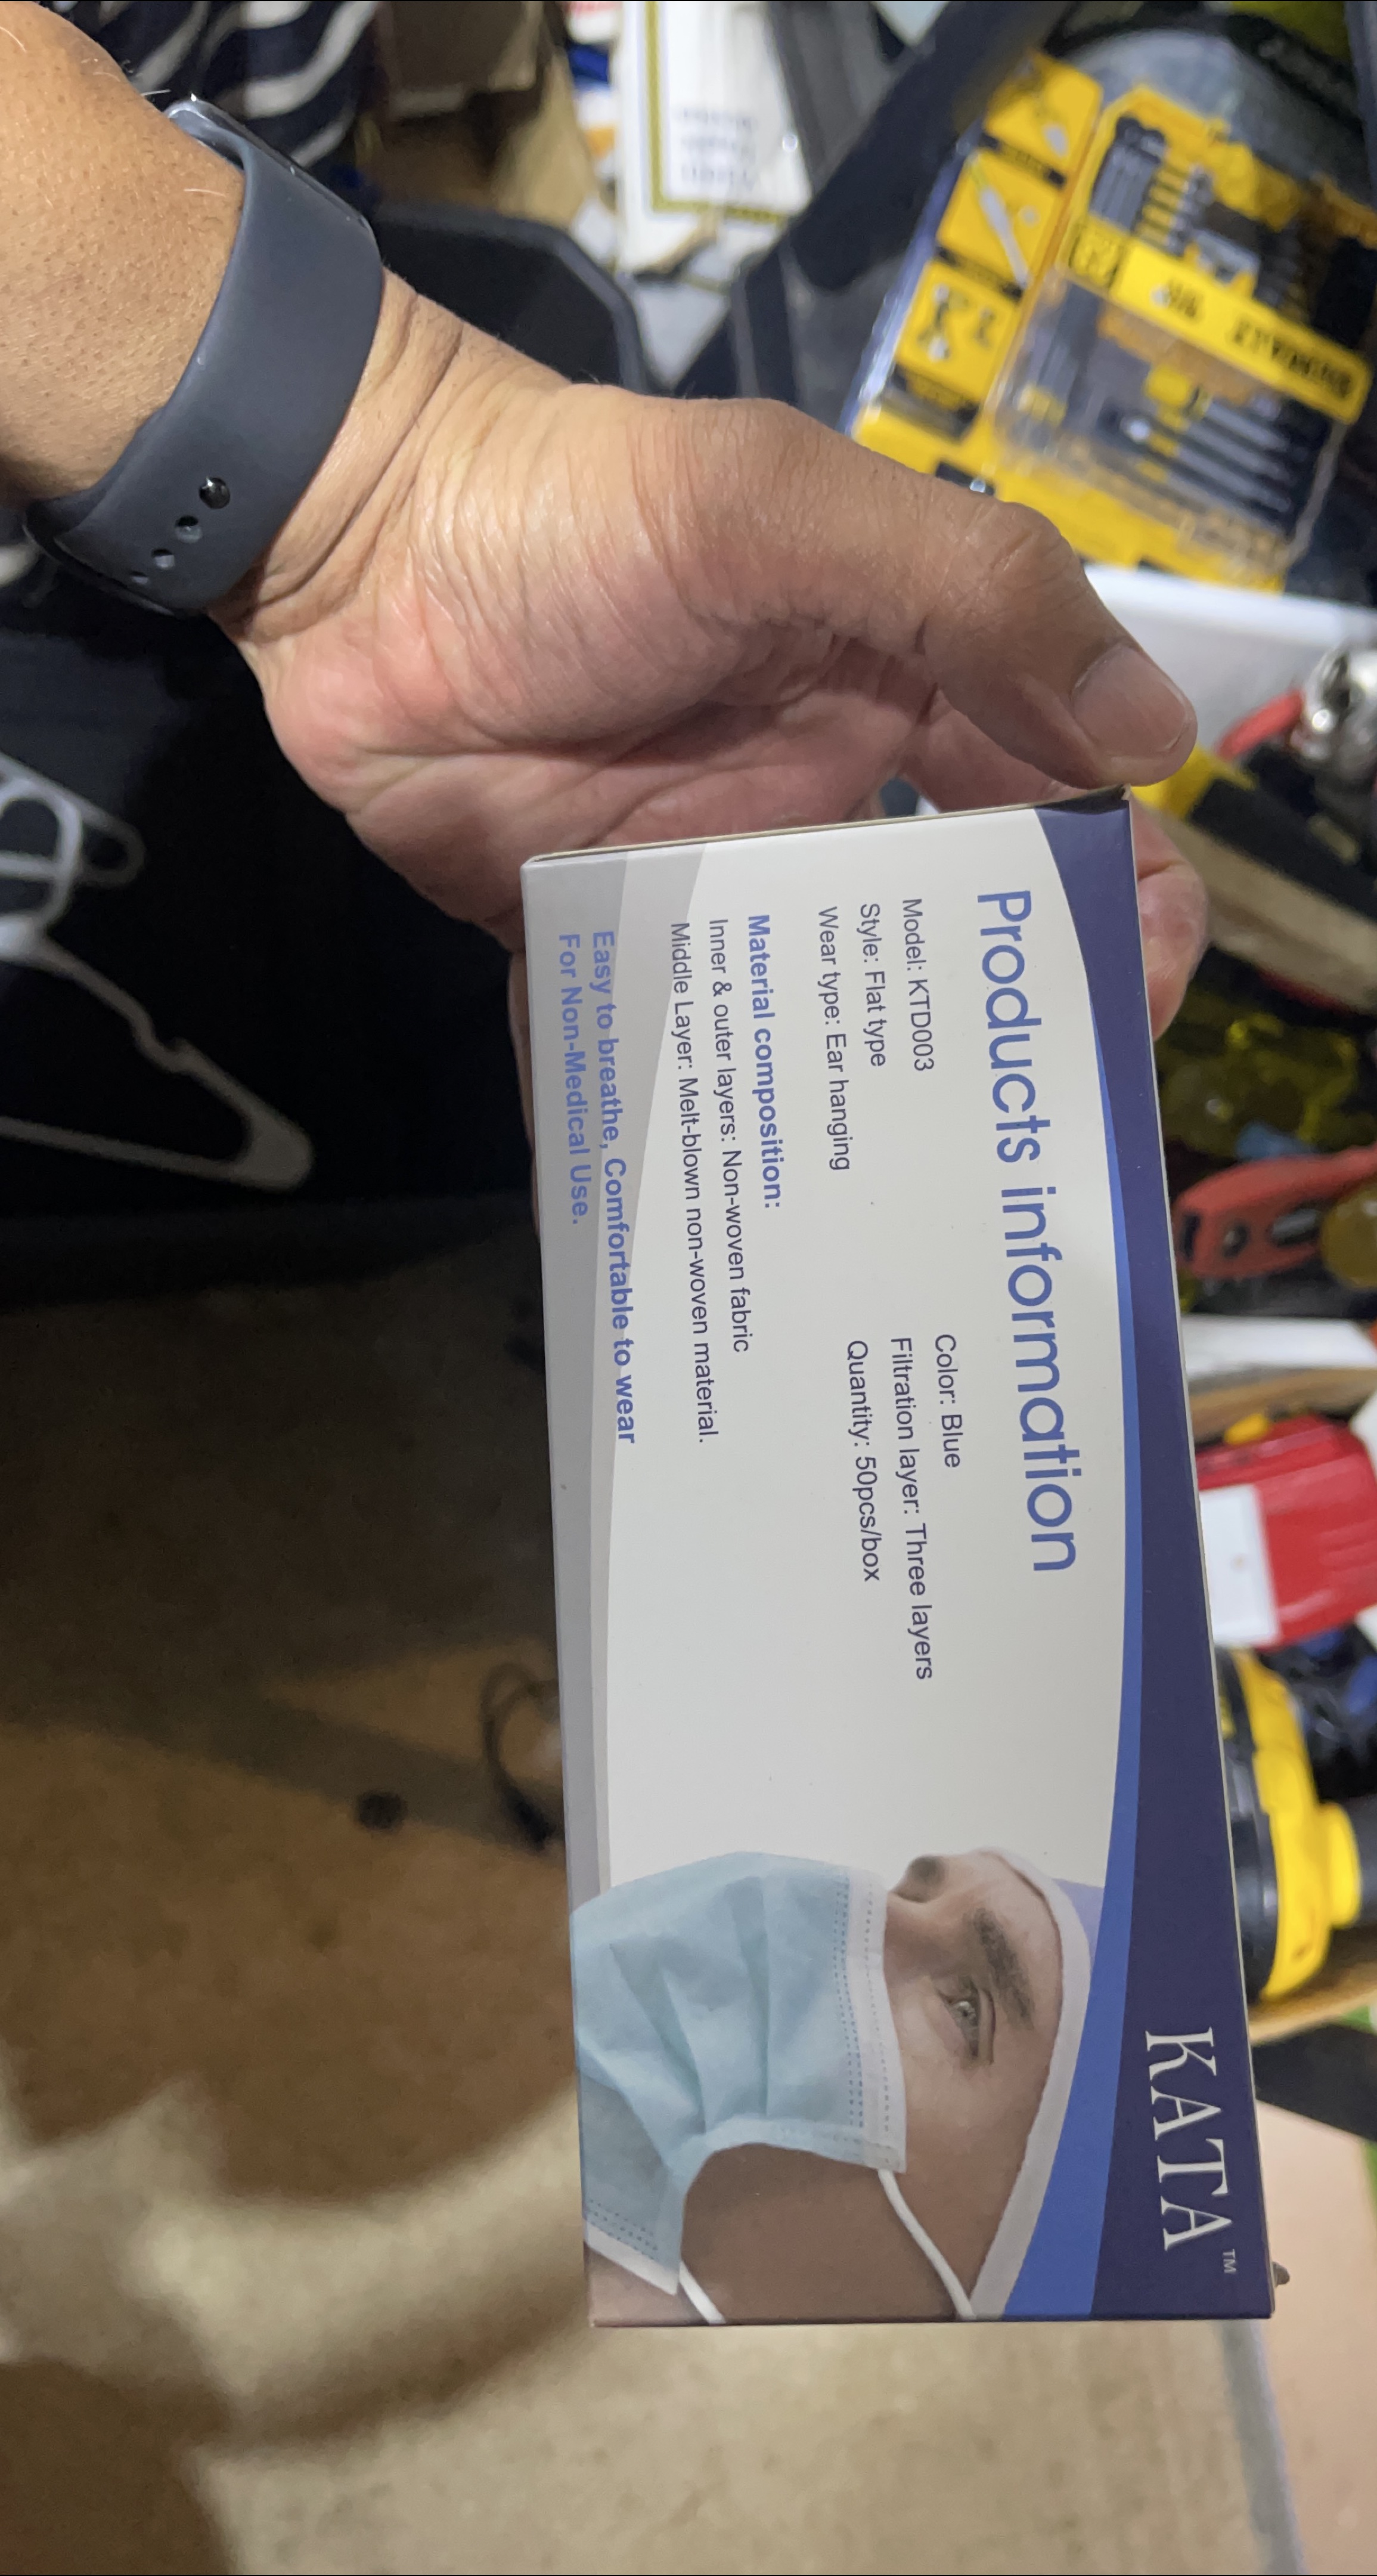 KATA™
Products information
Model: KTD003
Style: Flat type
Wear type: Ear hanging
Color: Blue
Filtration layer: Three layers
Quantity: 50pcs/box
Material composition:
Inner & outer layers: Non-woven fabric
Middle Layer: Melt-blown non-woven material.
Easy to breathe, Comfortable to wear
For Non-Medical Use.
DEWALT